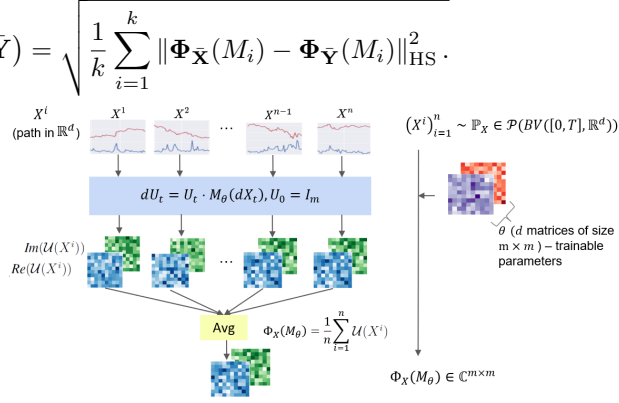 Ȳ) = √(1/k ∑_{i=1}^{k} ‖Φ_X̄(M_i) − Φ_Ȳ(M_i)‖²_HS .
X^i
(path in ℝ^d)
X^1 X^2 ... X^{n−1} X^n
(X^i)_{i=1}^{n} ~ ℙ_X ∈ 𝒫(BV([0, T], ℝ^d))
dU_t = U_t · M_θ(dX_t), U_0 = I_m
θ (d matrices of size
m × m ) – trainable
parameters
Im(𝒰(X^i))
Re(𝒰(X^i))
...
Avg
Φ_X(M_θ) = 1/n ∑_{i=1}^{n} 𝒰(X^i)
Φ_X(M_θ) ∈ ℂ^{m×m}